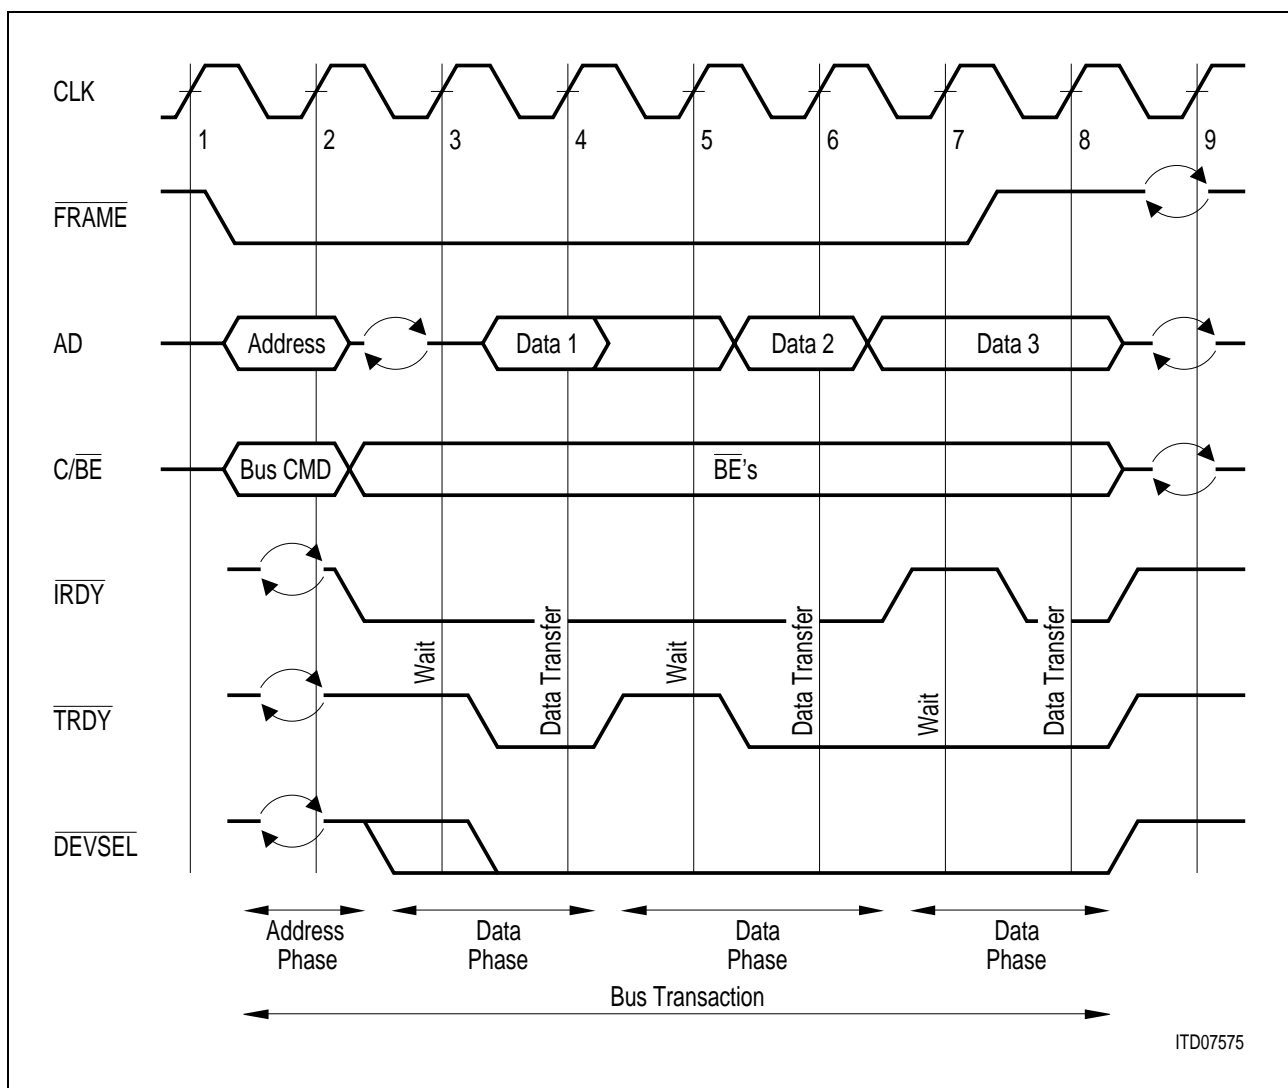 CLK
1 2 3 4 5 6 7 8 9
FRAME
AD Address Data 1 Data 2 Data 3
C/BE Bus CMD BE's
IRDY
Wait Data Transfer Wait Data Transfer Wait Data Transfer
TRDY
DEVSEL
Address Phase
Data Phase
Data Phase
Data Phase
Bus Transaction
ITD07575